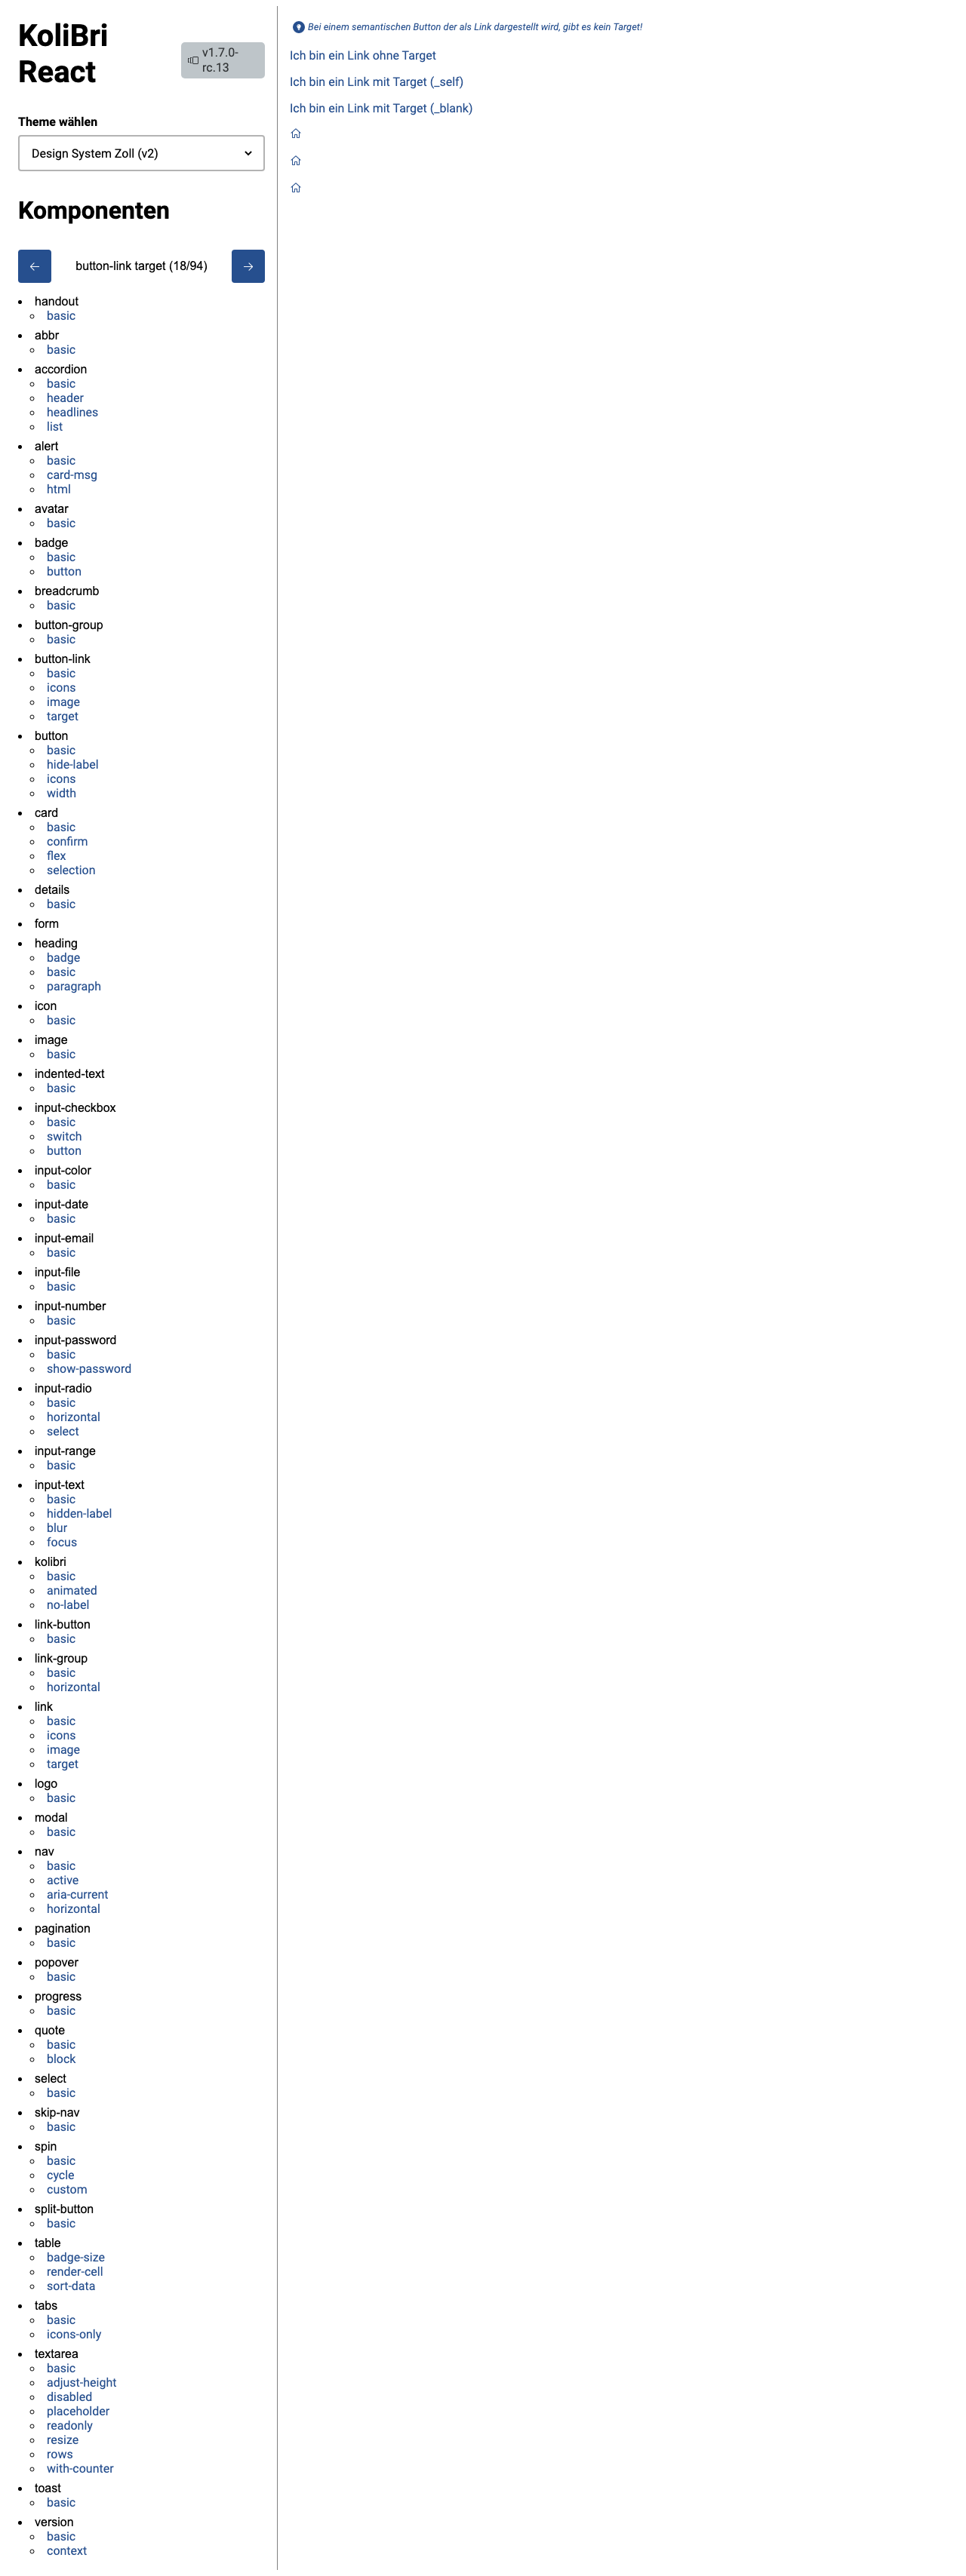 KoliBri
React
v1.7.0-
rc.13
Theme wählen
Design System Zoll (v2)
Komponenten
button-link target (18/94)
handout
basic
abbr
basic
accordion
basic
header
headlines
list
alert
basic
card-msg
html
avatar
basic
badge
basic
button
breadcrumb
basic
button-group
basic
button-link
basic
icons
image
target
button
basic
hide-label
icons
width
card
basic
confirm
flex
selection
details
basic
form
heading
badge
basic
paragraph
icon
basic
image
basic
indented-text
basic
input-checkbox
basic
switch
button
input-color
basic
input-date
basic
input-email
basic
input-file
basic
input-number
basic
input-password
basic
show-password
input-radio
basic
horizontal
select
input-range
basic
input-text
basic
hidden-label
blur
focus
kolibri
basic
animated
no-label
link-button
basic
link-group
basic
horizontal
link
basic
icons
image
target
logo
basic
modal
basic
nav
basic
active
aria-current
horizontal
pagination
basic
popover
basic
progress
basic
quote
basic
block
select
basic
skip-nav
basic
spin
basic
cycle
custom
split-button
basic
table
badge-size
render-cell
sort-data
tabs
basic
icons-only
textarea
basic
adjust-height
disabled
placeholder
readonly
resize
rows
with-counter
toast
basic
version
basic
context
Bei einem semantischen Button der als Link dargestellt wird, gibt es kein Target!
Ich bin ein Link ohne Target
Ich bin ein Link mit Target (_self)
Ich bin ein Link mit Target (_blank)